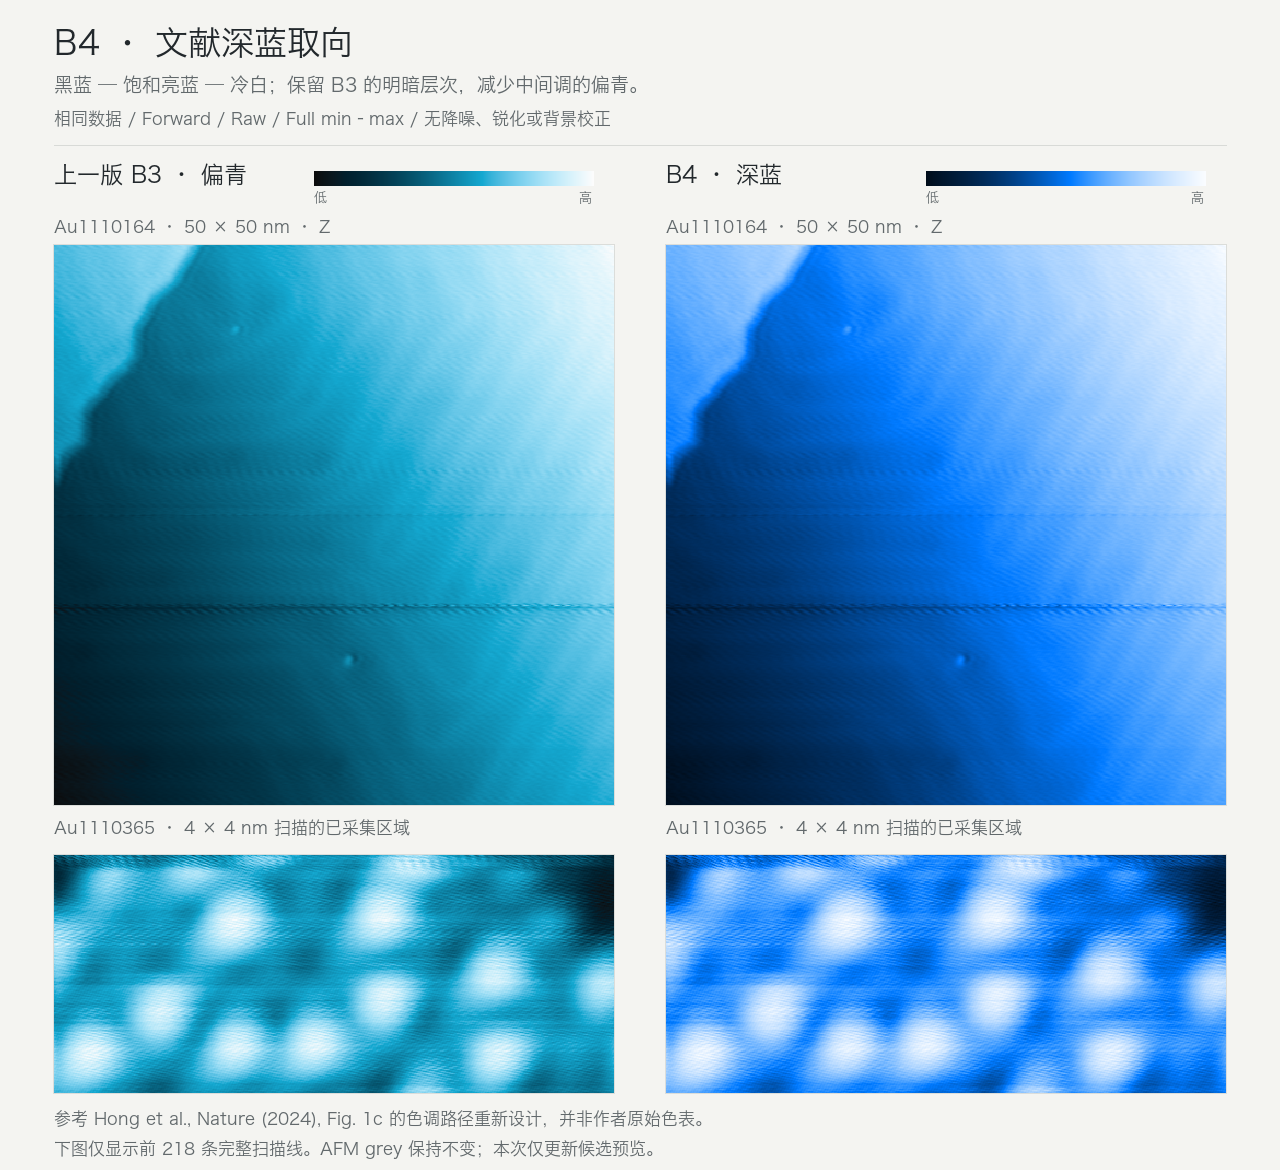 B4 · 文献深蓝取向
黑蓝 — 饱和亮蓝 — 冷白；保留 B3 的明暗层次，减少中间调的偏青。
相同数据 / Forward / Raw / Full min - max / 无降噪、锐化或背景校正
上一版 B3 · 偏青
低 高
Au1110164 · 50 × 50 nm · Z
Au1110365 · 4 × 4 nm 扫描的已采集区域
B4 · 深蓝
低 高
Au1110164 · 50 × 50 nm · Z
Au1110365 · 4 × 4 nm 扫描的已采集区域
参考 Hong et al., Nature (2024), Fig. 1c 的色调路径重新设计，并非作者原始色表。
下图仅显示前 218 条完整扫描线。AFM grey 保持不变；本次仅更新候选预览。